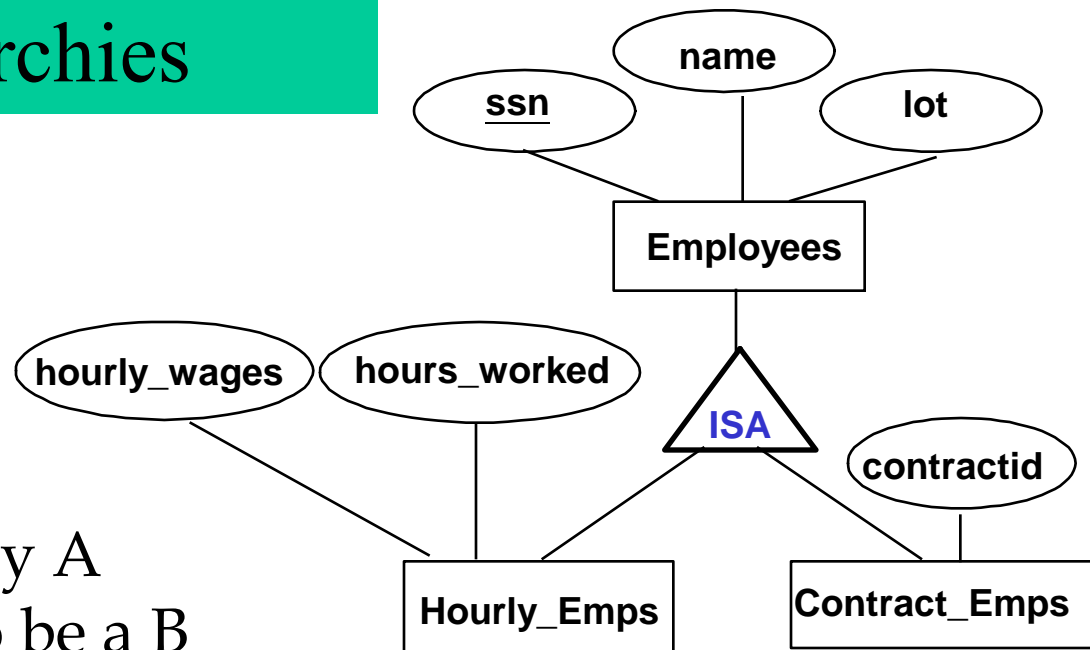 rchies
name
ssn
lot
Employees
hourly_wages
hours_worked
ISA
contractid
y A
be a B
Hourly_Emps
Contract_Emps